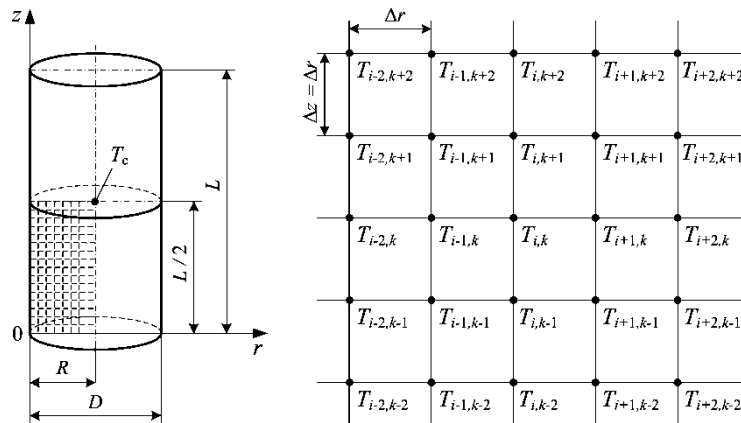 z
T_c
L
L / 2
0
r
R
D
Δr
Δz = Δr
T_{i-2,k+2} T_{i-1,k+2} T_{i,k+2} T_{i+1,k+2} T_{i+2,k+2}
T_{i-2,k+1} T_{i-1,k+1} T_{i,k+1} T_{i+1,k+1} T_{i+2,k+1}
T_{i-2,k} T_{i-1,k} T_{i,k} T_{i+1,k} T_{i+2,k}
T_{i-2,k-1} T_{i-1,k-1} T_{i,k-1} T_{i+1,k-1} T_{i+2,k-1}
T_{i-2,k-2} T_{i-1,k-2} T_{i,k-2} T_{i+1,k-2} T_{i+2,k-2}